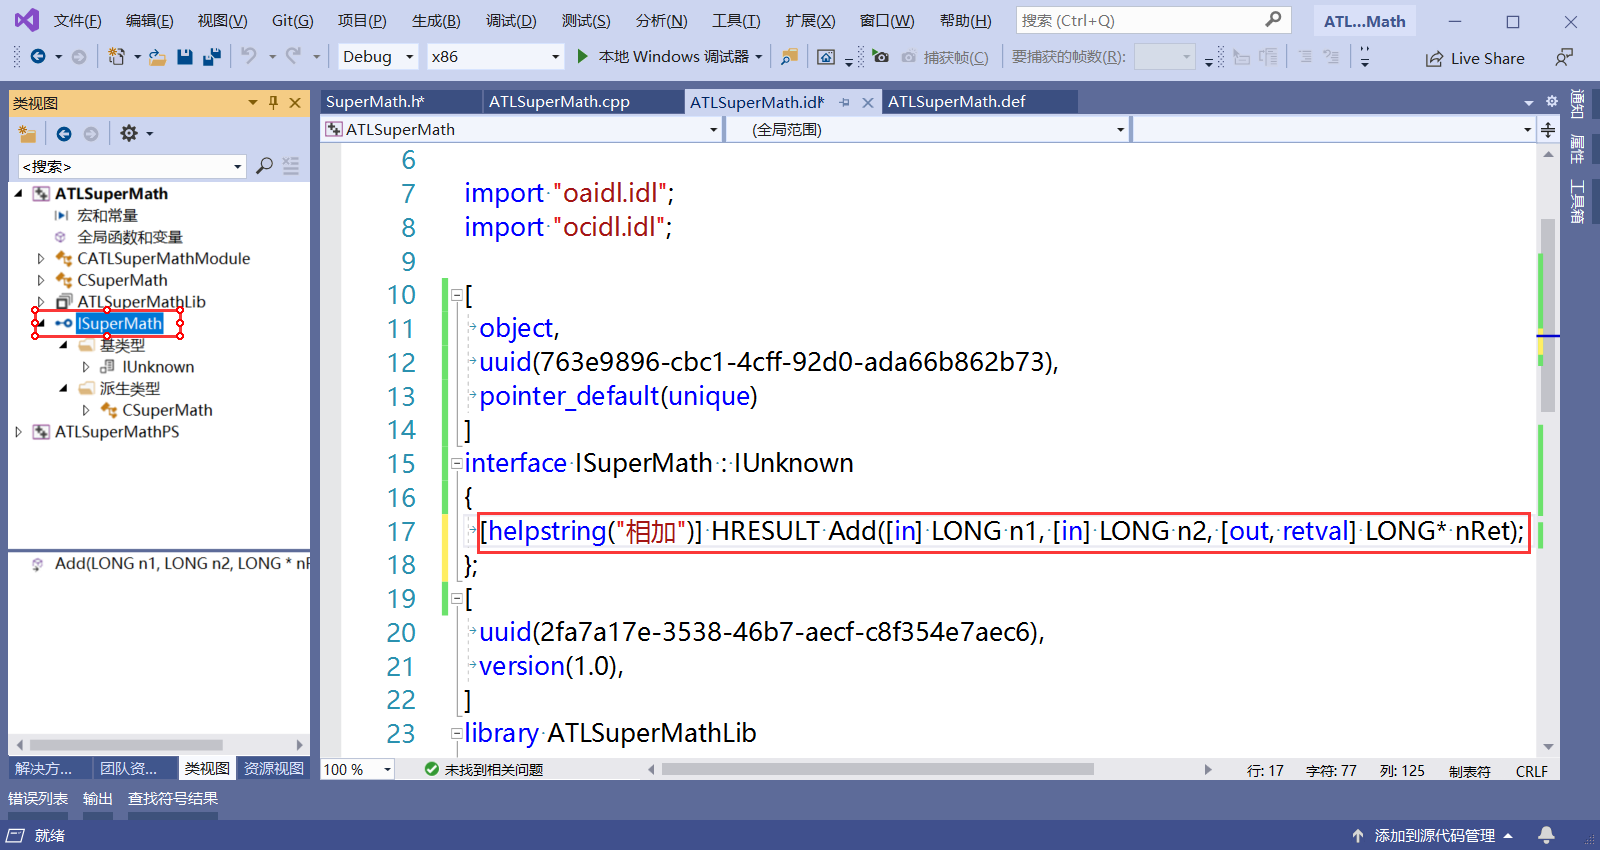 文件(F) 编辑(E) 视图(V) Git(G) 项目(P) 生成(B) 调试(D) 测试(S) 分析(N) 工具(T) 扩展(X) 窗口(W) 帮助(H) 搜索 (Ctrl+Q) ATL...Math
Debug x86 本地 Windows 调试器 捕获帧(C) 要捕获的帧数(R): Live Share
类视图
<搜索>
ATLSuperMath
宏和常量
全局函数和变量
CATLSuperMathModule
CSuperMath
ATLSuperMathLib
ISuperMath
基类型
IUnknown
派生类型
CSuperMath
ATLSuperMathPS
Add(LONG n1, LONG n2, LONG * nR
解决方... 团队资... 类视图 资源视图
SuperMath.h* ATLSuperMath.cpp ATLSuperMath.idl* ATLSuperMath.def
ATLSuperMath (全局范围)
6
7 import "oaidl.idl";
8 import "ocidl.idl";
9
10 [
11 object,
12 uuid(763e9896-cbc1-4cff-92d0-ada66b862b73),
13 pointer_default(unique)
14 ]
15 interface ISuperMath : IUnknown
16 {
17 [helpstring("相加")] HRESULT Add([in] LONG n1, [in] LONG n2, [out, retval] LONG* nRet);
18 };
19 [
20 uuid(2fa7a17e-3538-46b7-aecf-c8f354e7aec6),
21 version(1.0),
22 ]
23 library ATLSuperMathLib
100 % 未找到相关问题 行: 17 字符: 77 列: 125 制表符 CRLF
通知
属性
工具箱
错误列表 输出 查找符号结果
就绪 添加到源代码管理